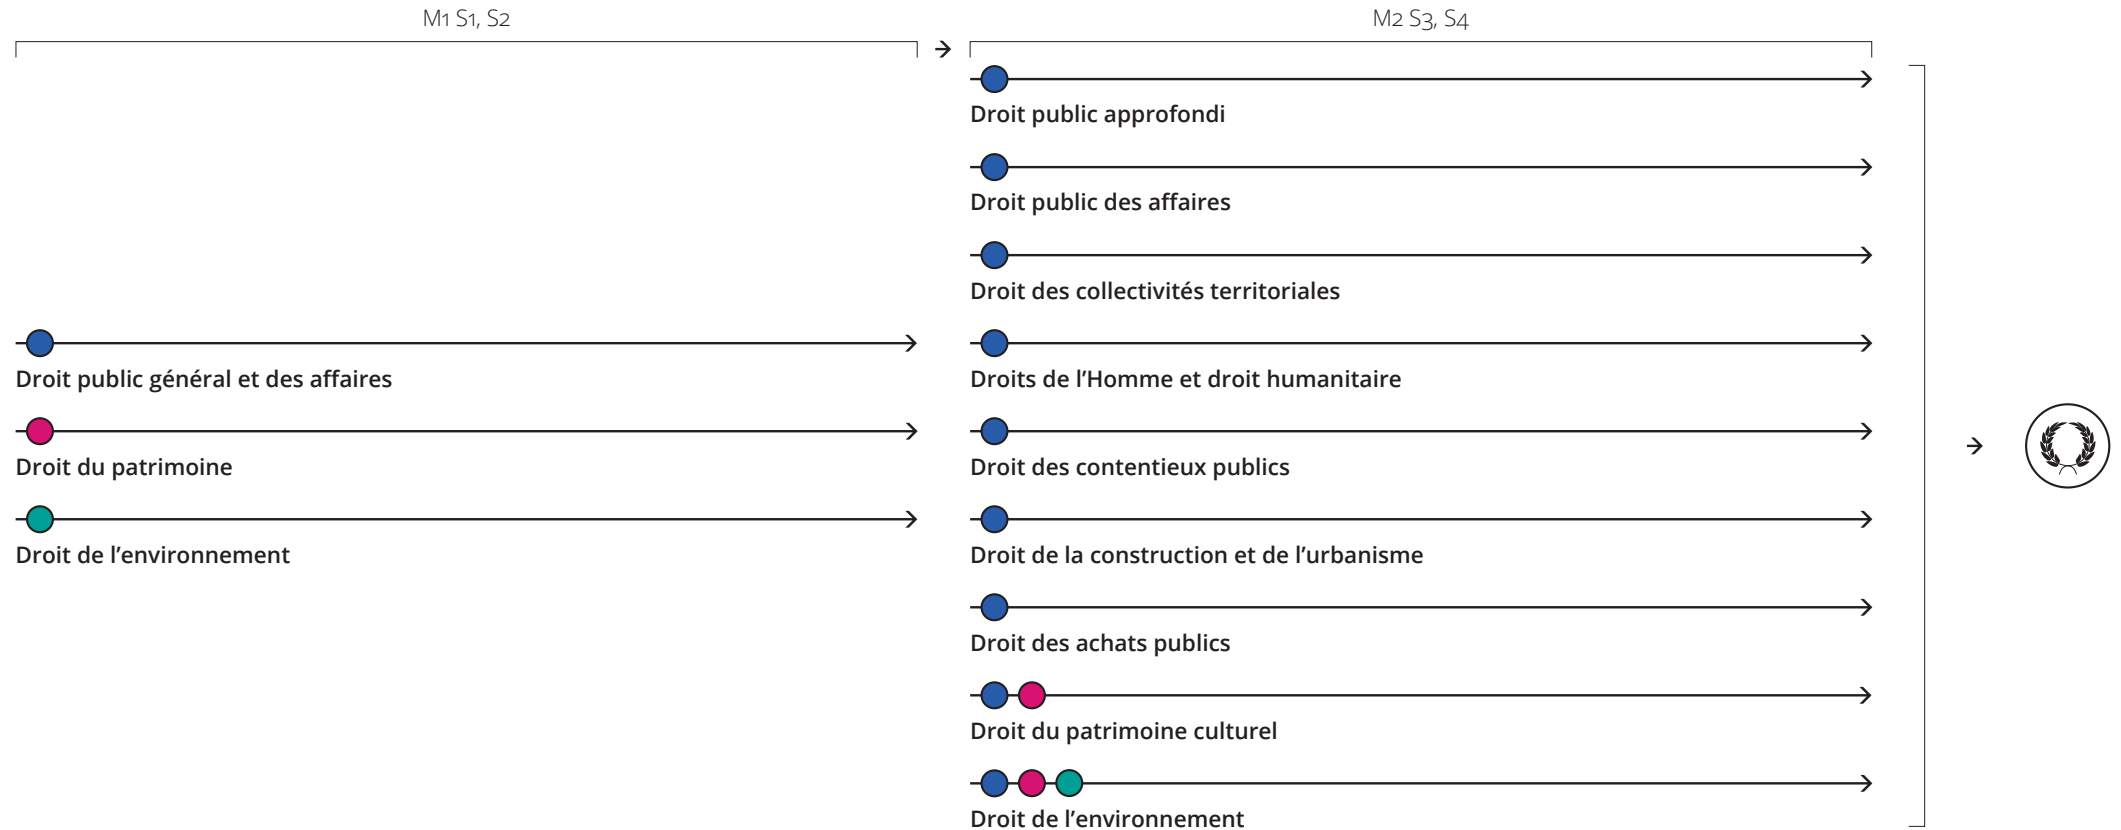 M1 S1, S2
M2 S3, S4
Droit public général et des affaires
Droit du patrimoine
Droit de l’environnement
Droit public approfondi
Droit public des affaires
Droit des collectivités territoriales
Droits de l’Homme et droit humanitaire
Droit des contentieux publics
Droit de la construction et de l’urbanisme
Droit des achats publics
Droit du patrimoine culturel
Droit de l’environnement